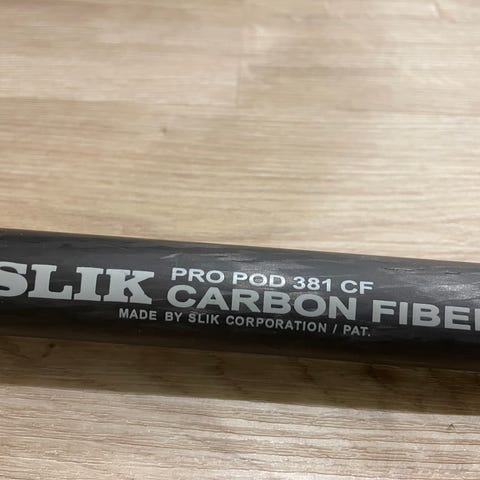 SLIK PRO POD 381 CF
CARBON FIBE
MADE BY SLIK CORPORATION / PAT.